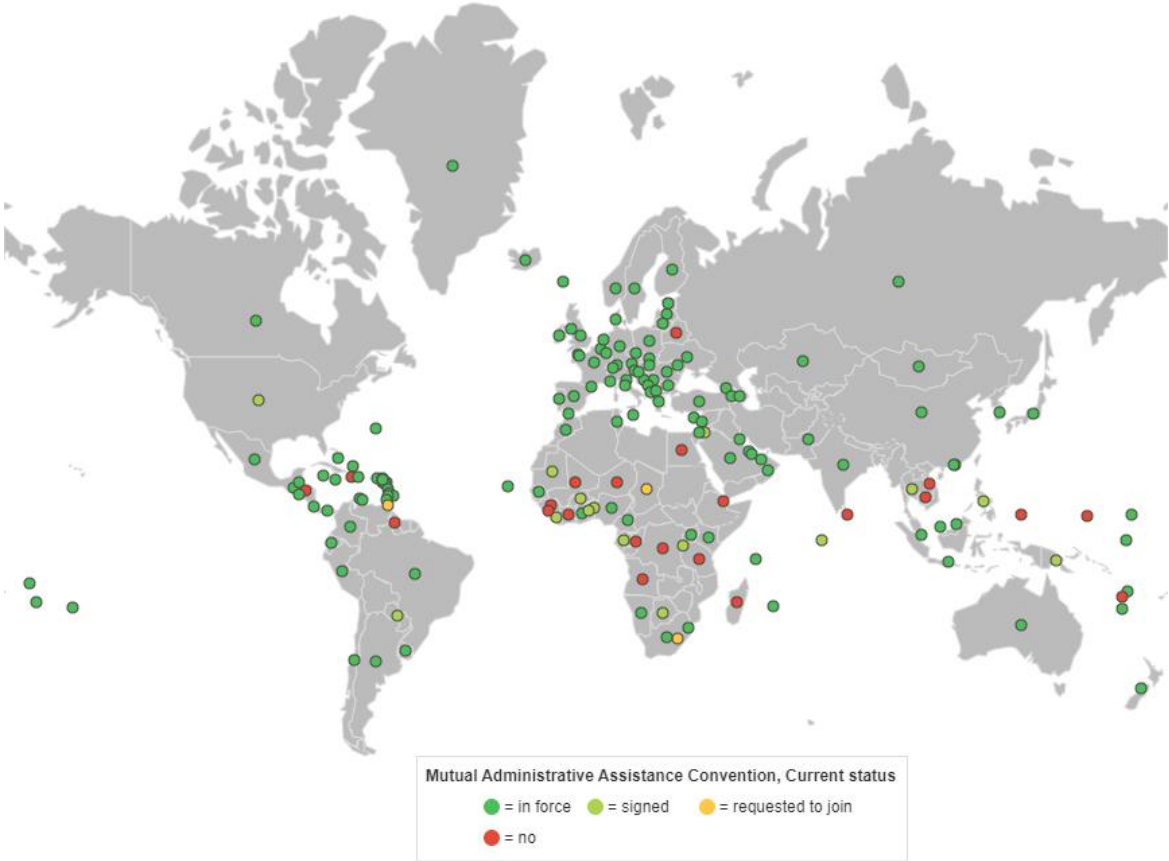 Mutual Administrative Assistance Convention, Current status
= in force = signed = requested to join
= no